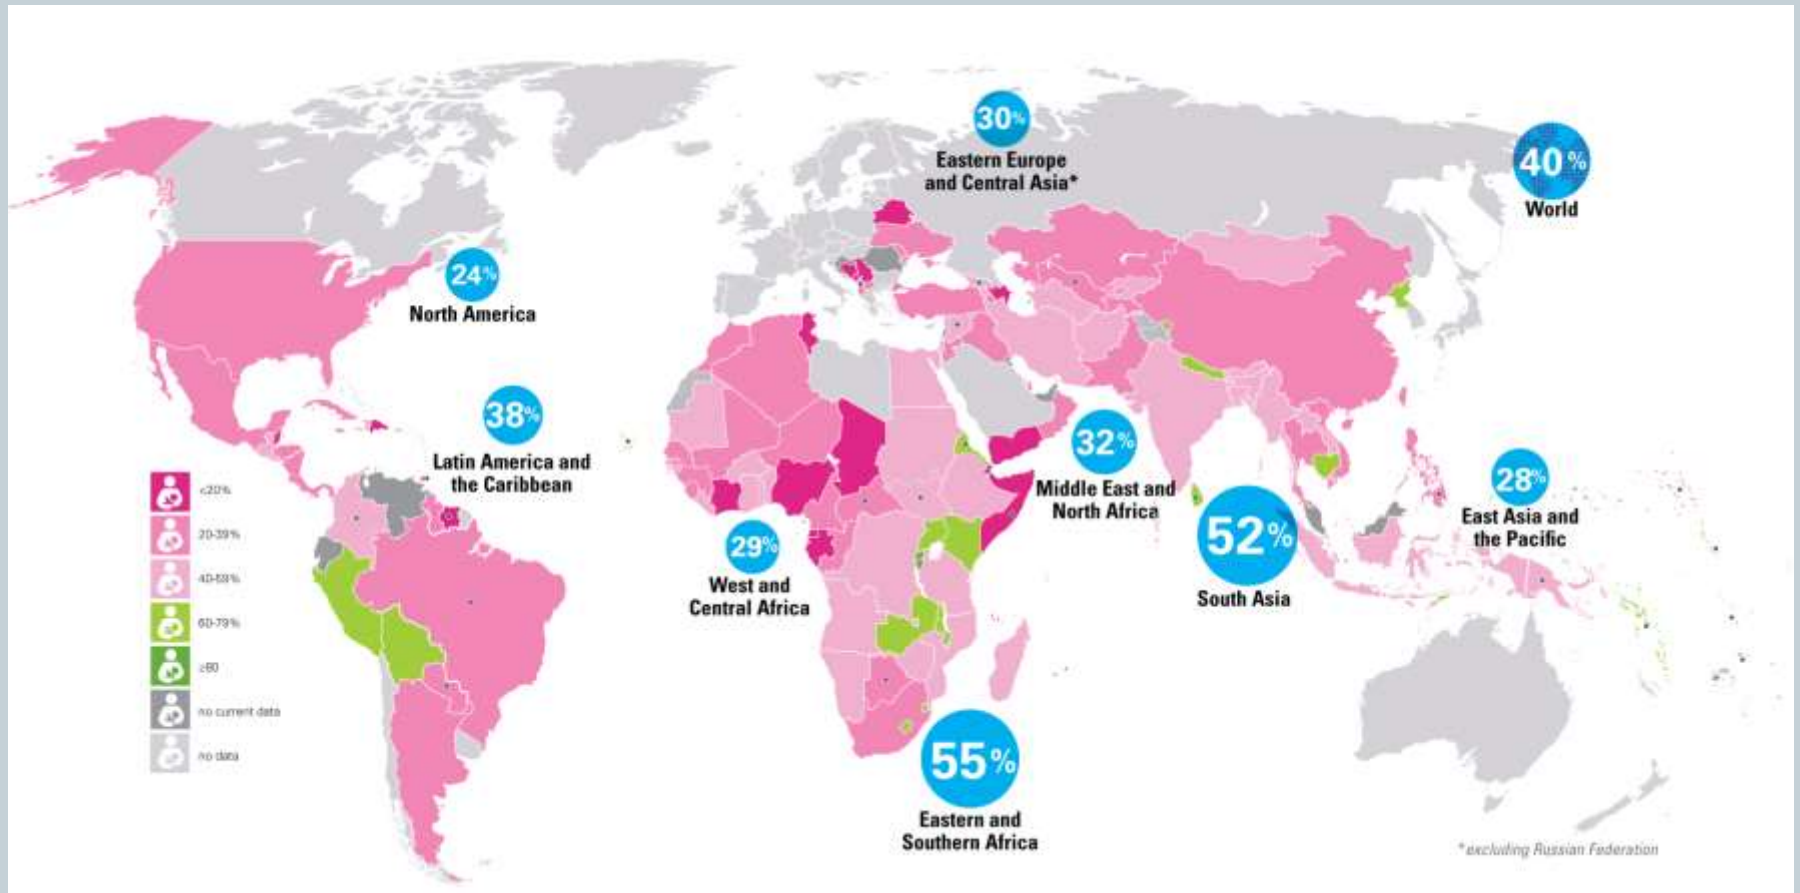 30%
Eastern Europe
and Central Asia*
40%
World
24%
North America
38%
Latin America and
the Caribbean
32%
Middle East and
North Africa
28%
East Asia and
the Pacific
52%
South Asia
29%
West and
Central Africa
55%
Eastern and
Southern Africa
<20%
20-39%
40-59%
60-79%
≥80
no current data
no data
*excluding Russian Federation